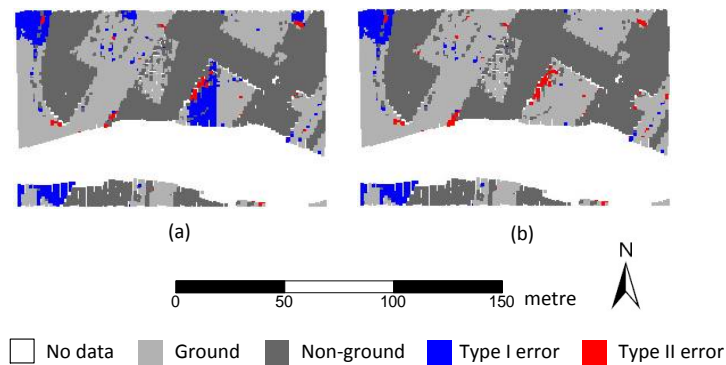 (a) (b)
N
0 50 100 150 metre
No data Ground Non-ground Type I error Type II error